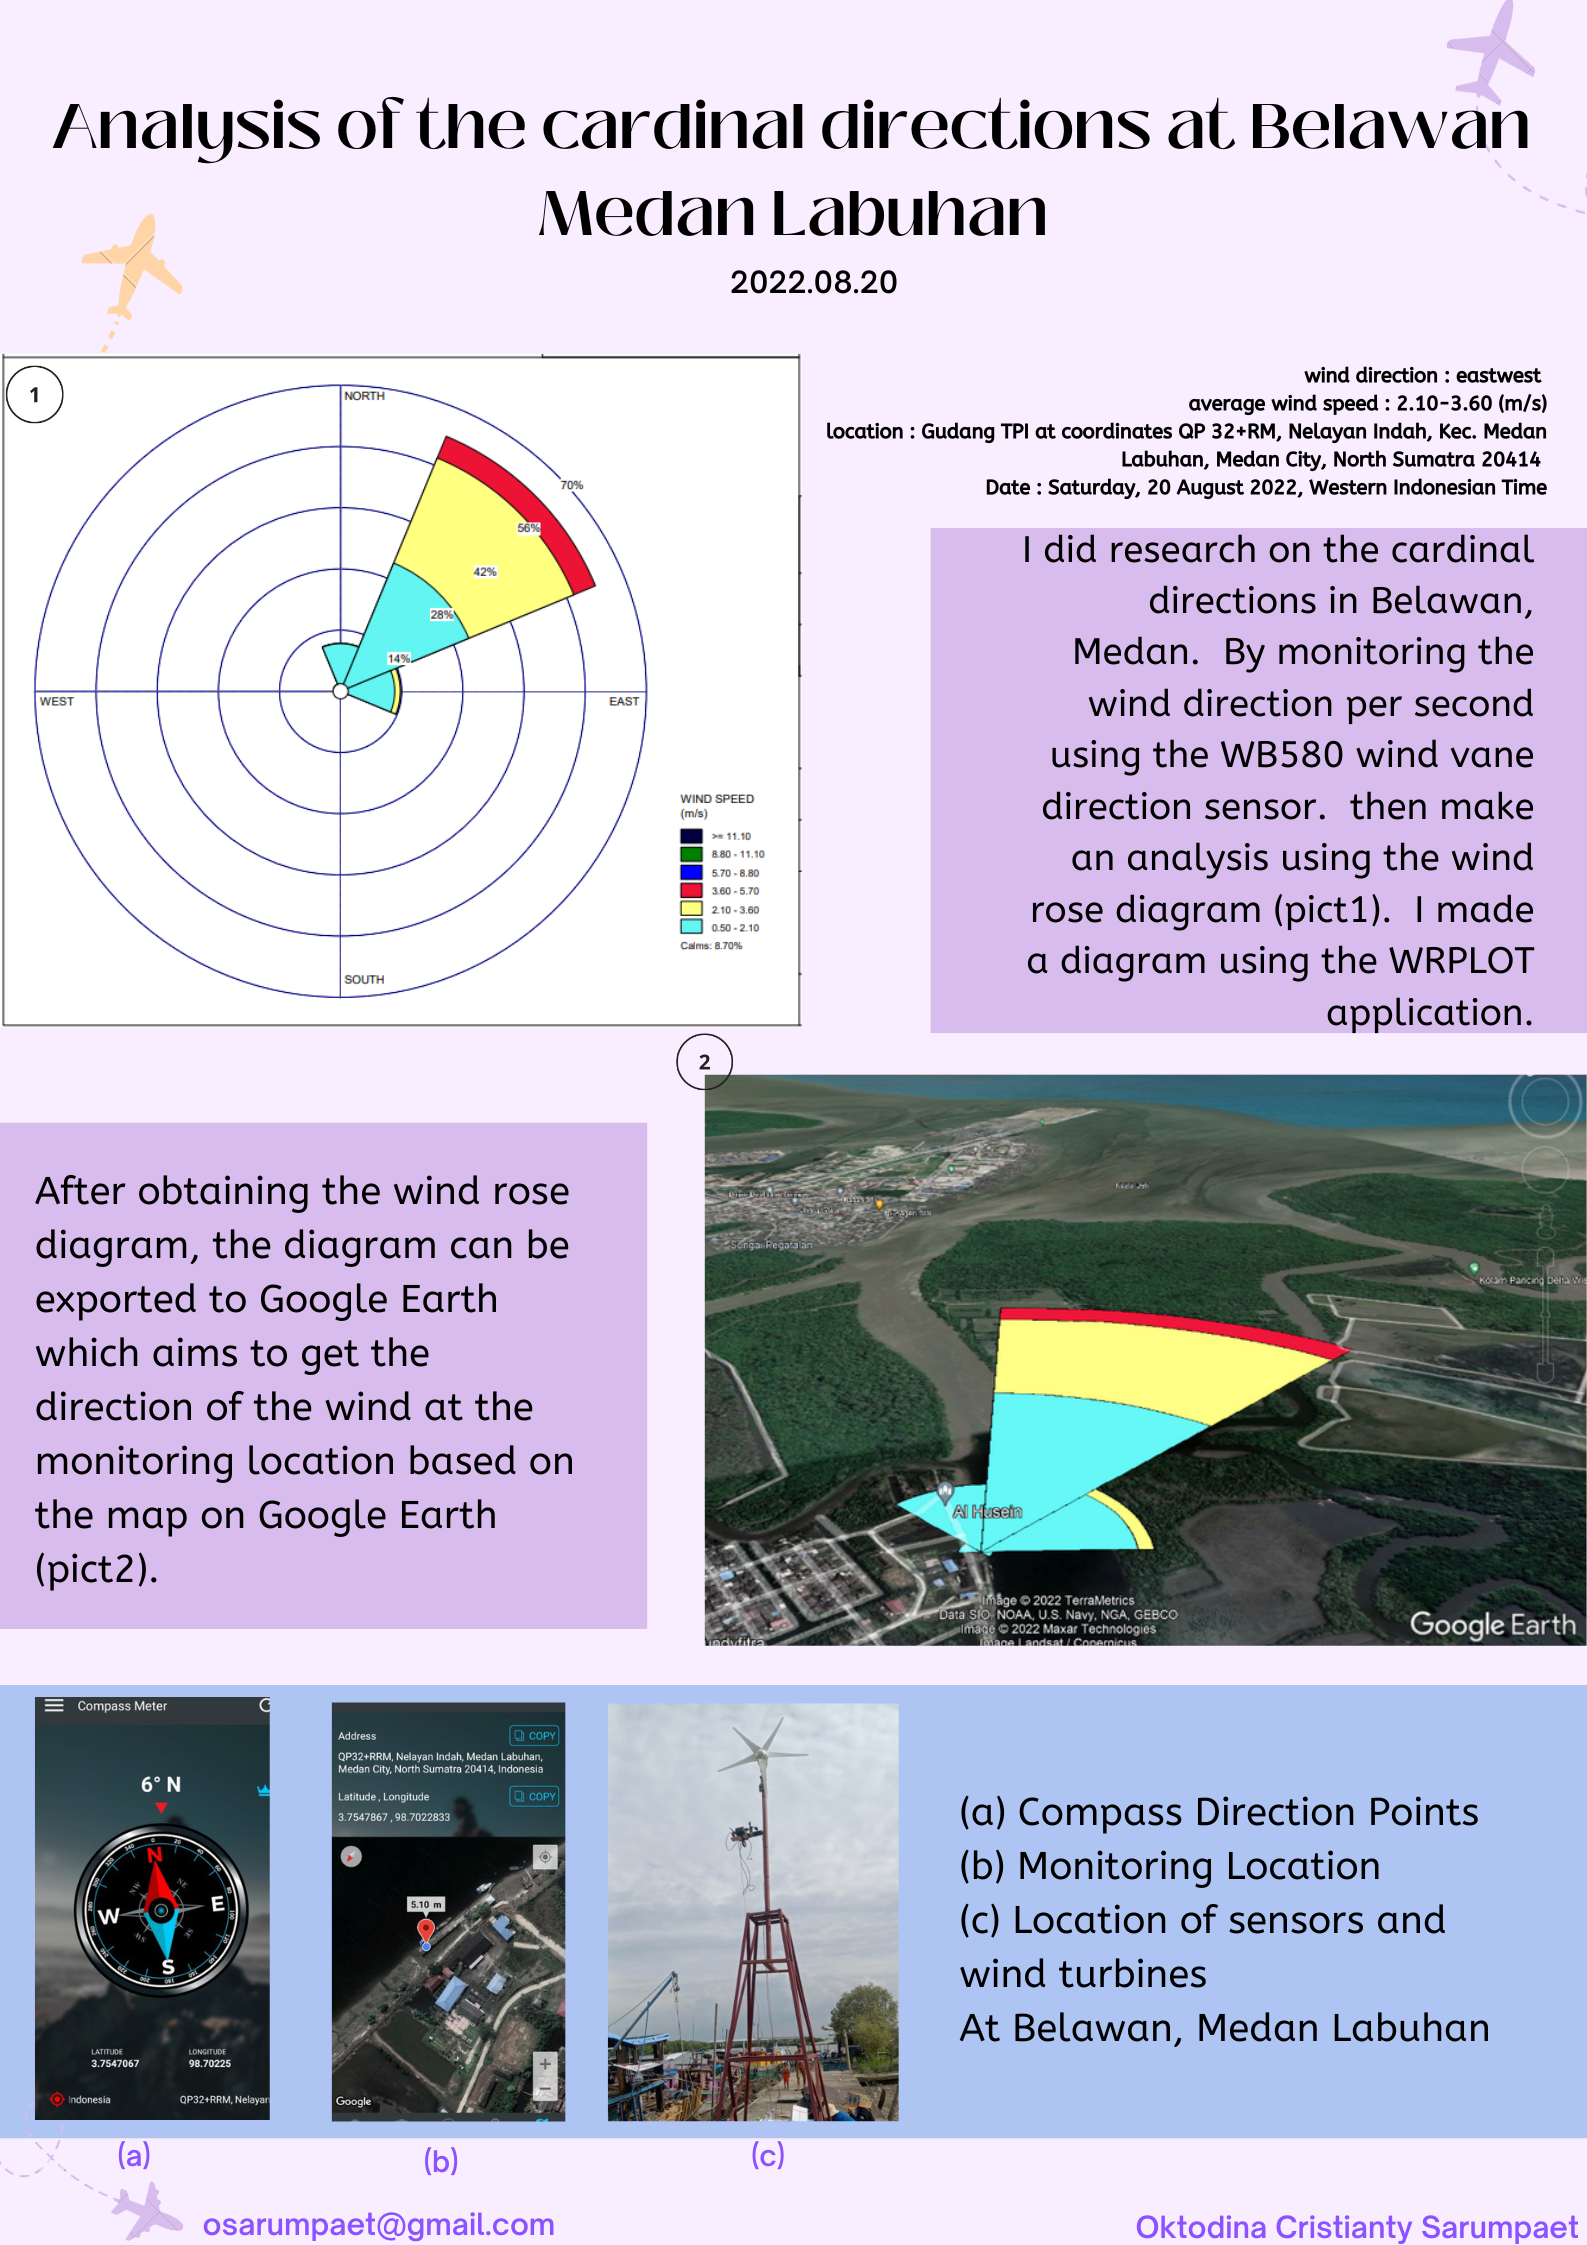 Analysis of the cardinal directions at Belawan
Medan Labuhan
2022.08.20
1
NORTH
70%
56%
42%
28%
14%
WEST
EAST
SOUTH
WIND SPEED
(m/s)
>= 11.10
8.80 - 11.10
5.70 - 8.80
3.60 - 5.70
2.10 - 3.60
0.50 - 2.10
Calms: 8.70%
wind direction : eastwest
average wind speed : 2.10-3.60 (m/s)
location : Gudang TPI at coordinates QP 32+RM, Nelayan Indah, Kec. Medan
Labuhan, Medan City, North Sumatra 20414
Date : Saturday, 20 August 2022, Western Indonesian Time
I did research on the cardinal
directions in Belawan,
Medan. By monitoring the
wind direction per second
using the WB580 wind vane
direction sensor. then make
an analysis using the wind
rose diagram (pict1). I made
a diagram using the WRPLOT
application.
2
After obtaining the wind rose
diagram, the diagram can be
exported to Google Earth
which aims to get the
direction of the wind at the
monitoring location based on
the map on Google Earth
(pict2).
Kuala Deli
Sungai Pegatalan
Kolam Pancing Delta Wis
Al Husein
Image © 2022 TerraMetrics
Data SIO, NOAA, U.S. Navy, NGA, GEBCO
Image © 2022 Maxar Technologies
Image Landsat / Copernicus
Google Earth
Compass Meter
6° N
N
NE
E
SE
S
SW
W
NW
LATITUDE
3.7547067
LONGITUDE
98.70225
Indonesia
QP32+RRM, Nelayan
Address
COPY
QP32+RRM, Nelayan Indah, Medan Labuhan,
Medan City, North Sumatra 20414, Indonesia
Latitude , Longitude
COPY
3.7547867 , 98.7022833
5.10 m
Google
(a) Compass Direction Points
(b) Monitoring Location
(c) Location of sensors and
wind turbines
At Belawan, Medan Labuhan
(a)
(b)
(c)
osarumpaet@gmail.com
Oktodina Cristianty Sarumpaet